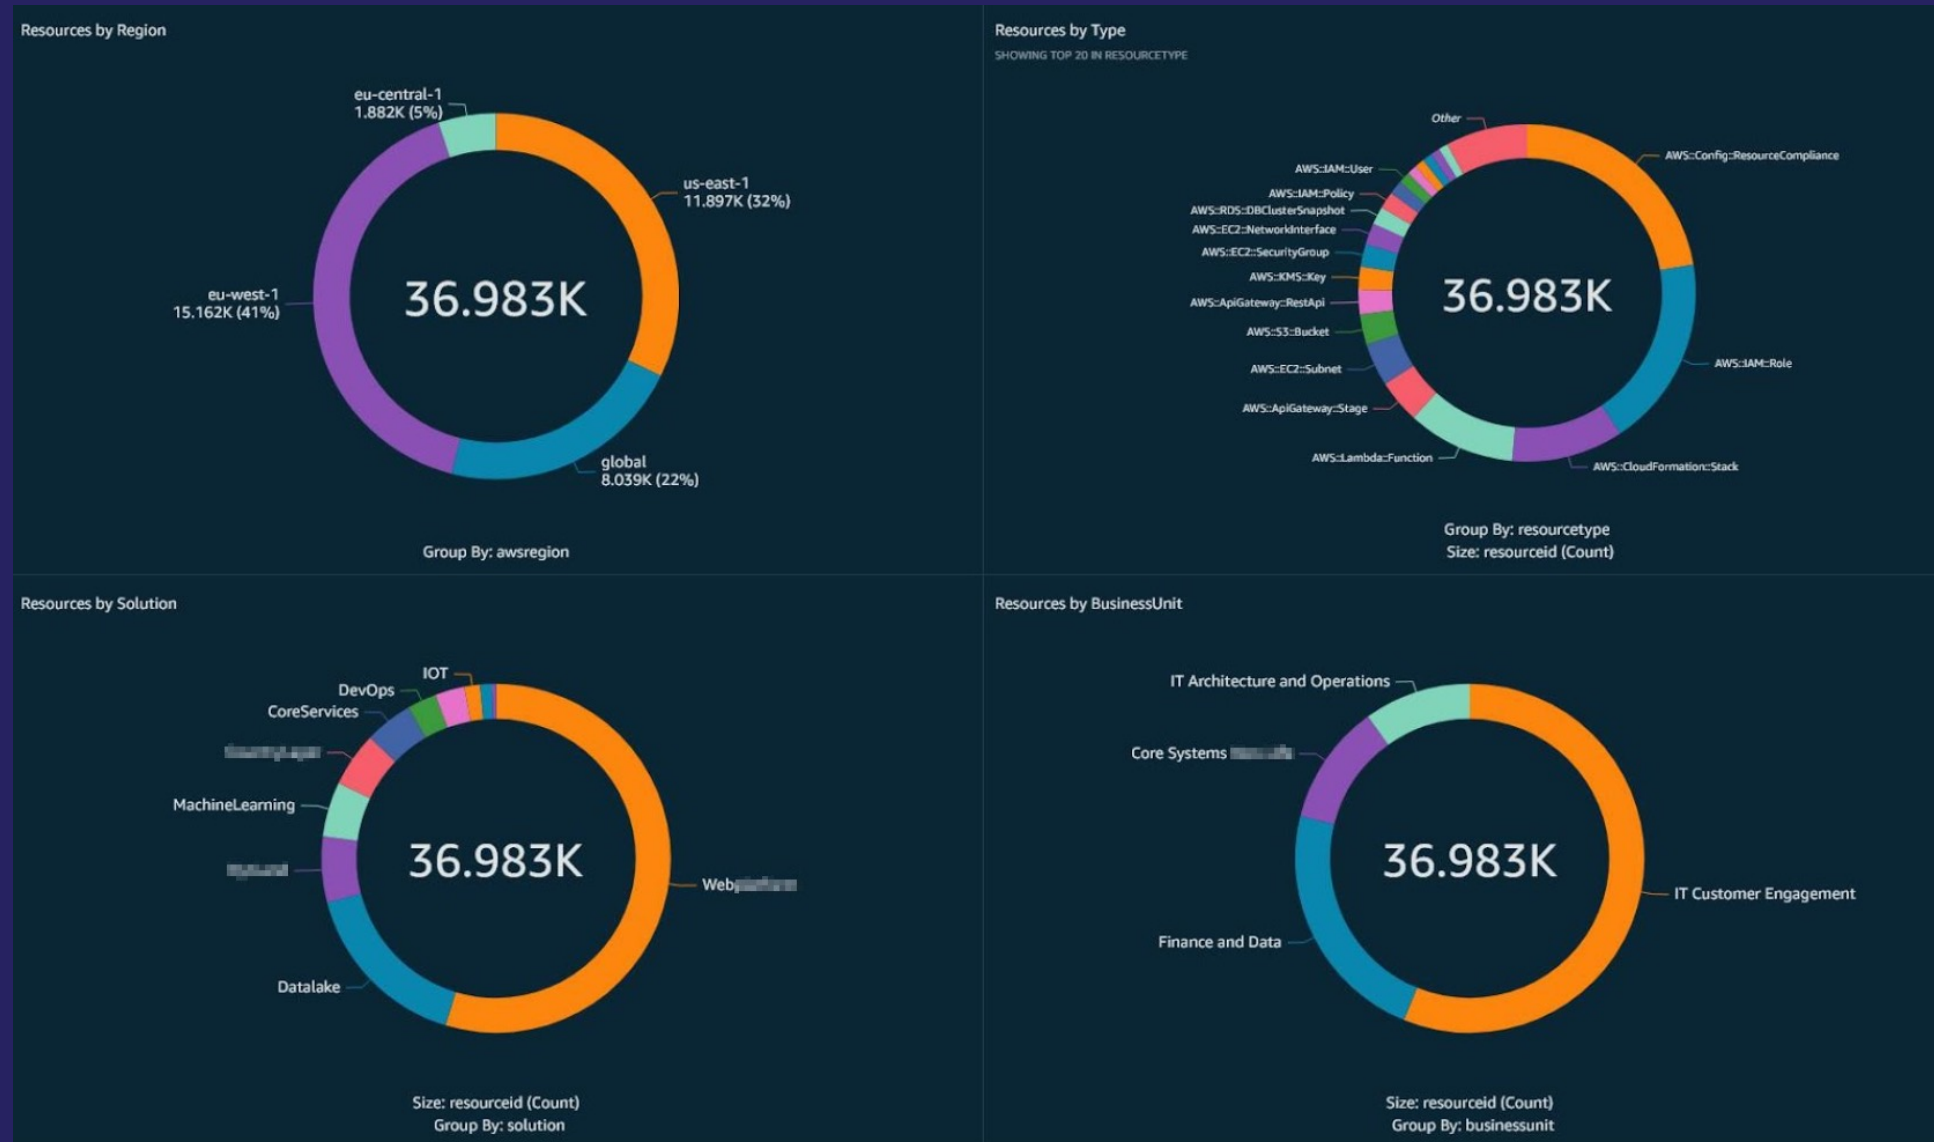 Resources by Region
eu-central-1
1.882K (5%)
us-east-1
11.897K (32%)
eu-west-1
15.162K (41%)
36.983K
global
8.039K (22%)
Group By: awsregion
Resources by Type
SHOWING TOP 20 IN RESOURCETYPE
Other
AWS::Config::ResourceCompliance
AWS::IAM::User
AWS::IAM::Policy
AWS::RDS::DBClusterSnapshot
AWS::EC2::NetworkInterface
AWS::EC2::SecurityGroup
AWS::KMS::Key
AWS::ApiGateway::RestApi
36.983K
AWS::S3::Bucket
AWS::EC2::Subnet
AWS::IAM::Role
AWS::ApiGateway::Stage
AWS::Lambda::Function
AWS::CloudFormation::Stack
Group By: resourcetype
Size: resourceid (Count)
Resources by Solution
IOT
DevOps
CoreServices
MachineLearning
36.983K
Web
Datalake
Size: resourceid (Count)
Group By: solution
Resources by BusinessUnit
IT Architecture and Operations
Core Systems
36.983K
IT Customer Engagement
Finance and Data
Size: resourceid (Count)
Group By: businessunit